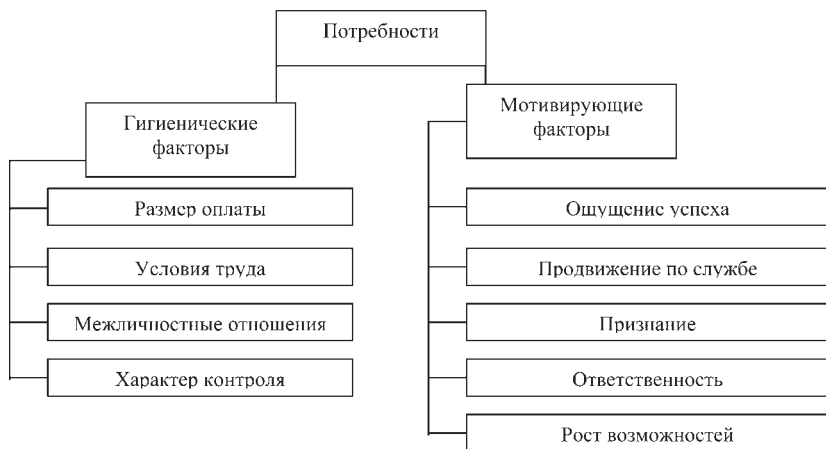 Потребности
Гигиенические
факторы
Размер оплаты
Условия труда
Межличностные отношения
Характер контроля
Мотивирующие
факторы
Ощущение успеха
Продвижение по службе
Признание
Ответственность
Рост возможностей